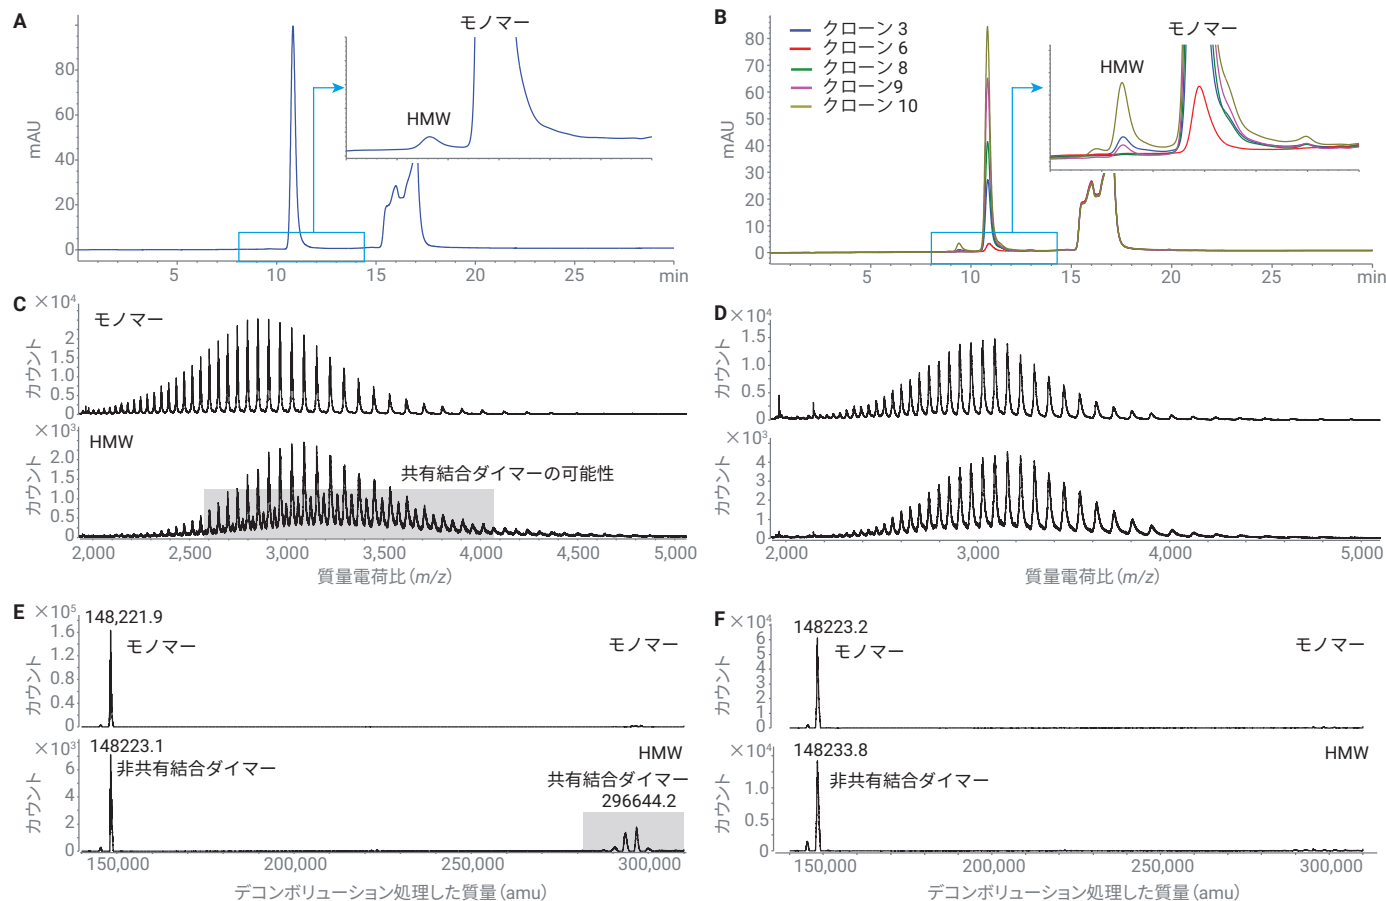 A
モノマー
HMW
mAU
80
60
40
20
0
5
10
15
20
25
min
B
クローン 3
クローン 6
クローン 8
クローン9
クローン 10
モノマー
HMW
mAU
80
70
60
50
40
30
20
10
0
5
10
15
20
25
min
C
×10⁴
モノマー
カウント
2
1.5
1.0
0.5
0
×10³
HMW
共有結合ダイマーの可能性
カウント
2.0
1.5
1.0
0.5
0
2,000
2,500
3,000
3,500
4,000
4,500
5,000
質量電荷比（m/z）
D
×10⁴
カウント
1.5
1.0
0.5
0
×10³
カウント
4
3
2
1
0
2,000
3,000
4,000
5,000
質量電荷比（m/z）
E
×10⁵
148,221.9
モノマー
モノマー
カウント
1.6
1.2
0.8
0.4
0
×10³
148223.1
HMW
非共有結合ダイマー
共有結合ダイマー
296644.2
カウント
6
4
2
0
150,000
200,000
250,000
300,000
デコンボリューション処理した質量（amu）
F
×10⁴
148223.2
モノマー
モノマー
カウント
6
5
4
3
2
1
0
×10⁴
148233.8
HMW
非共有結合ダイマー
カウント
1.0
0.5
0
150,000
200,000
250,000
300,000
デコンボリューション処理した質量（amu）